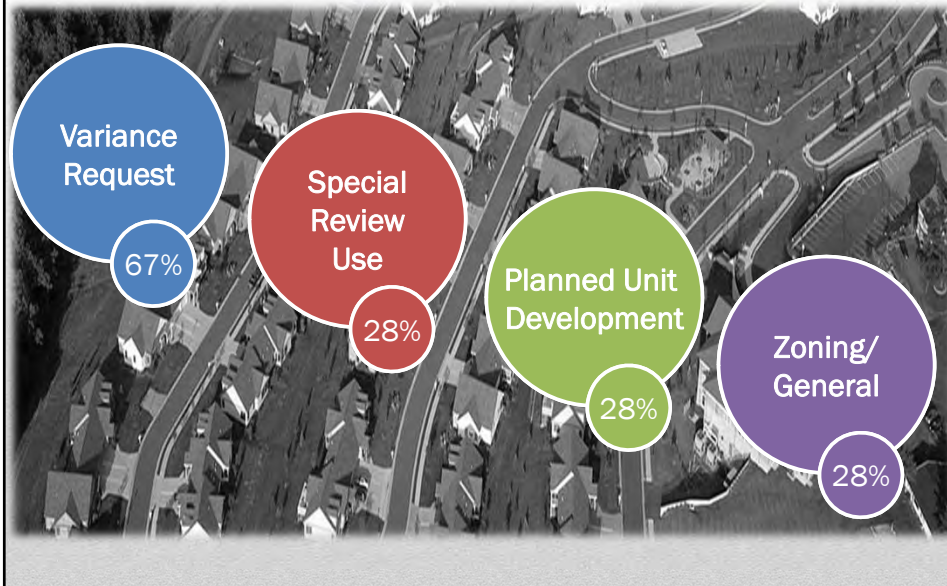 Variance
Request
67%
Special
Review
Use
28%
Planned Unit
Development
28%
Zoning/
General
28%